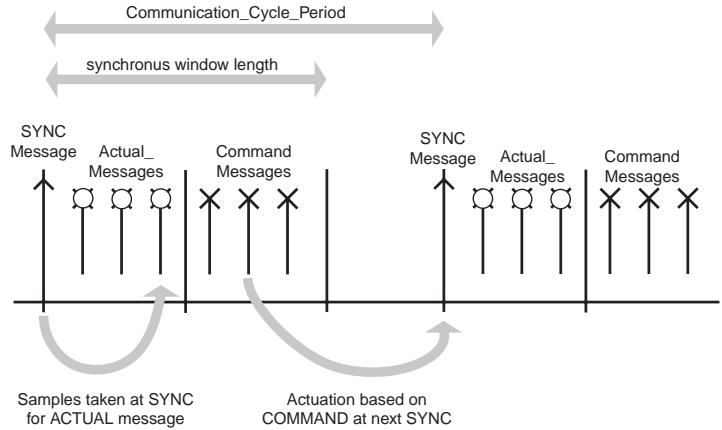 Communication_Cycle_Period
synchronus window length
SYNC
Message
Actual_
Messages
Command
Messages
SYNC
Message
Actual_
Messages
Command
Messages
Samples taken at SYNC
for ACTUAL message
Actuation based on
COMMAND at next SYNC